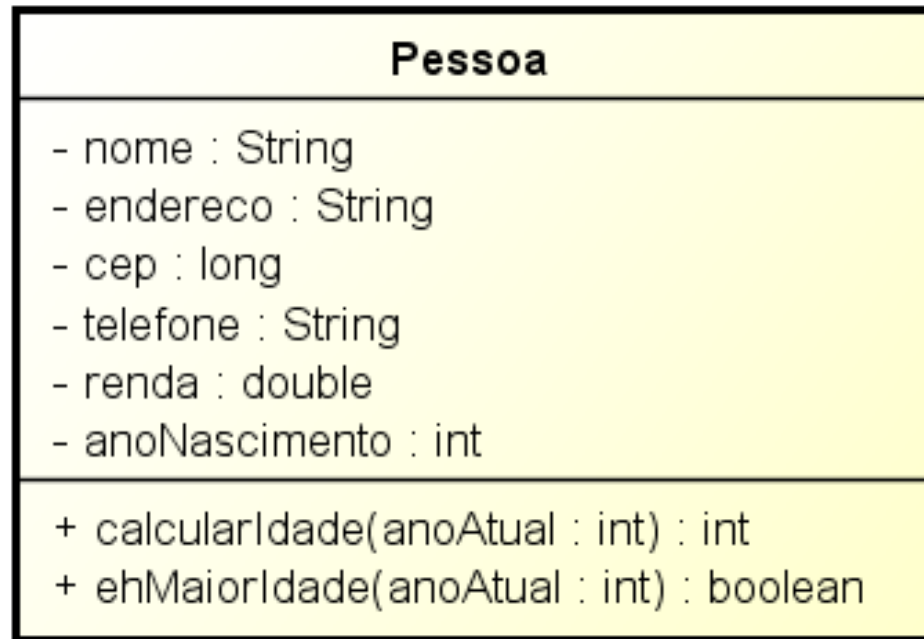 Pessoa
- nome : String
- endereco : String
- cep : long
- telefone : String
- renda : double
- anoNascimento : int
+ calcularIdade(anoAtual : int) : int
+ ehMaiorIdade(anoAtual : int) : boolean